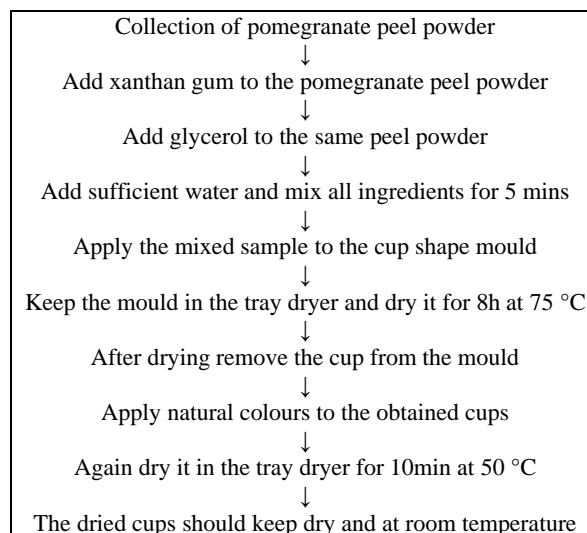 Collection of pomegranate peel powder
↓
Add xanthan gum to the pomegranate peel powder
↓
Add glycerol to the same peel powder
↓
Add sufficient water and mix all ingredients for 5 mins
↓
Apply the mixed sample to the cup shape mould
↓
Keep the mould in the tray dryer and dry it for 8h at 75 °C
↓
After drying remove the cup from the mould
↓
Apply natural colours to the obtained cups
↓
Again dry it in the tray dryer for 10min at 50 °C
↓
The dried cups should keep dry and at room temperature